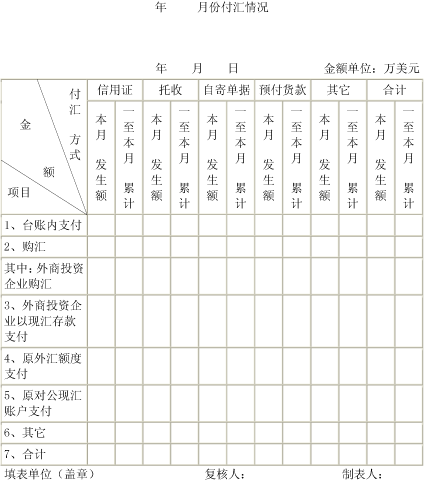 年 月份付汇情况
年 月 日 金额单位：万美元
付汇方式 信用证 托收 自寄单据 预付货款 其它 合计
金额
项目
本月发生额 一至本月累计 本月发生额 一至本月累计 本月发生额 一至本月累计 本月发生额 一至本月累计 本月发生额 一至本月累计 本月发生额 一至本月累计
1、台账内支付
2、购汇
其中：外商投资
企业购汇
3、外商投资企
业以现汇存款
支付
4、原外汇额度
支付
5、原对公现汇
账户支付
6、其它
7、合计
填表单位（盖章） 复核人： 制表人：